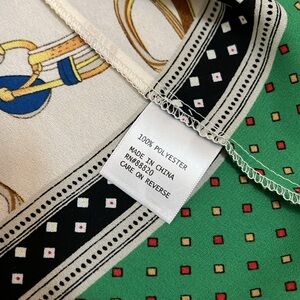 100% POLYESTER
MADE IN CHINA
RN#88820
CARE ON REVERSE